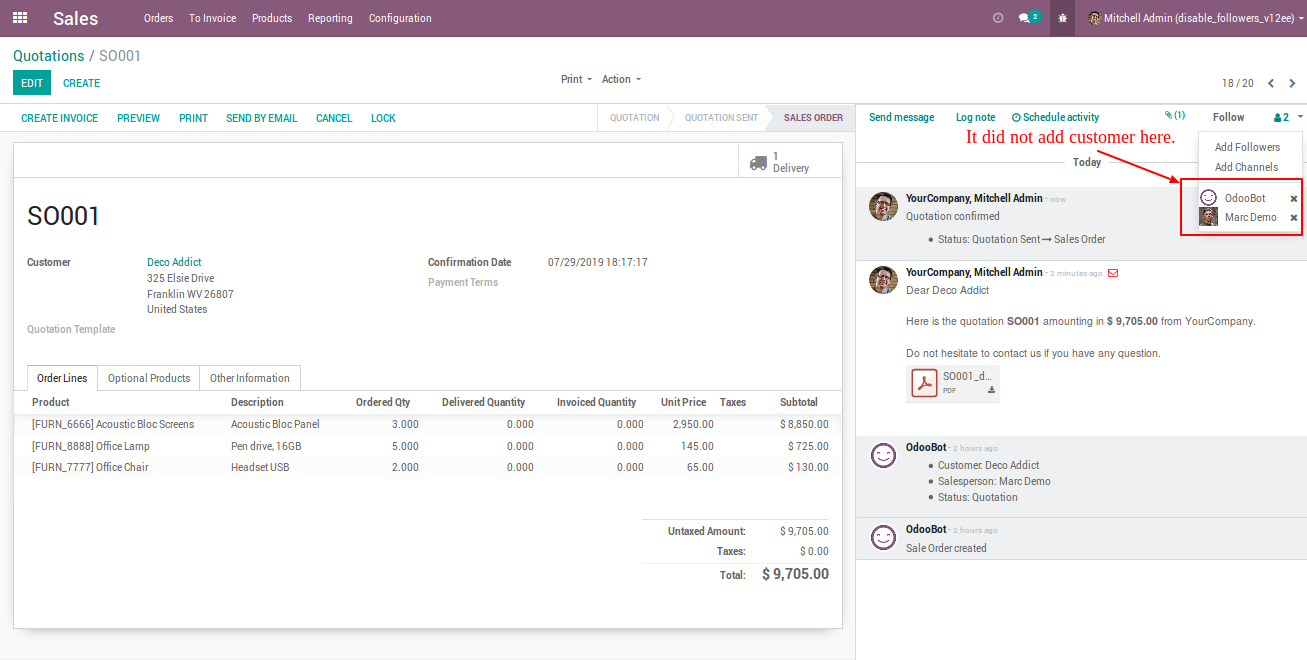 Sales Orders To Invoice Products Reporting Configuration 2 Mitchell Admin (disable_followers_v12ee)
Quotations / SO001
EDIT CREATE Print Action 18 / 20
CREATE INVOICE PREVIEW PRINT SEND BY EMAIL CANCEL LOCK QUOTATION QUOTATION SENT SALES ORDER
1
Delivery
SO001
Customer Deco Addict Confirmation Date 07/29/2019 18:17:17
325 Elsie Drive Payment Terms
Franklin WV 26807
United States
Quotation Template
Order Lines Optional Products Other Information
Product Description Ordered Qty Delivered Quantity Invoiced Quantity Unit Price Taxes Subtotal
[FURN_6666] Acoustic Bloc Screens Acoustic Bloc Panel 3.000 0.000 0.000 2,950.00 $ 8,850.00
[FURN_8888] Office Lamp Pen drive, 16GB 5.000 0.000 0.000 145.00 $ 725.00
[FURN_7777] Office Chair Headset USB 2.000 0.000 0.000 65.00 $ 130.00
Untaxed Amount: $ 9,705.00
Taxes: $ 0.00
Total: $ 9,705.00
Send message Log note Schedule activity (1) Follow 2
It did not add customer here.
Add Followers
Add Channels
OdooBot
Marc Demo
Today
YourCompany, Mitchell Admin - now
Quotation confirmed
• Status: Quotation Sent → Sales Order
YourCompany, Mitchell Admin - 2 minutes ago
Dear Deco Addict
Here is the quotation SO001 amounting in $ 9,705.00 from YourCompany.
Do not hesitate to contact us if you have any question.
SO001_d...
PDF
OdooBot - 2 hours ago
• Customer: Deco Addict
• Salesperson: Marc Demo
• Status: Quotation
OdooBot - 2 hours ago
Sale Order created